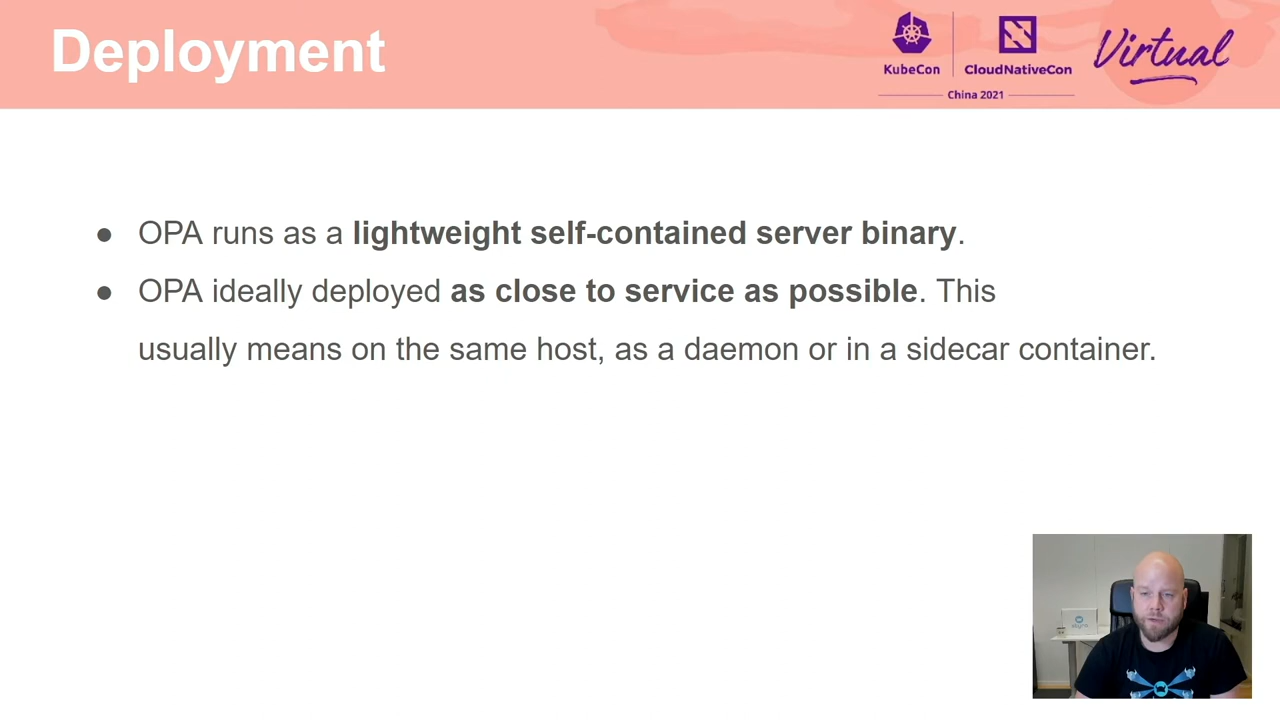 Deployment
KubeCon
CloudNativeCon
China 2021
Virtual
● OPA runs as a lightweight self-contained server binary.
● OPA ideally deployed as close to service as possible. This
usually means on the same host, as a daemon or in a sidecar container.